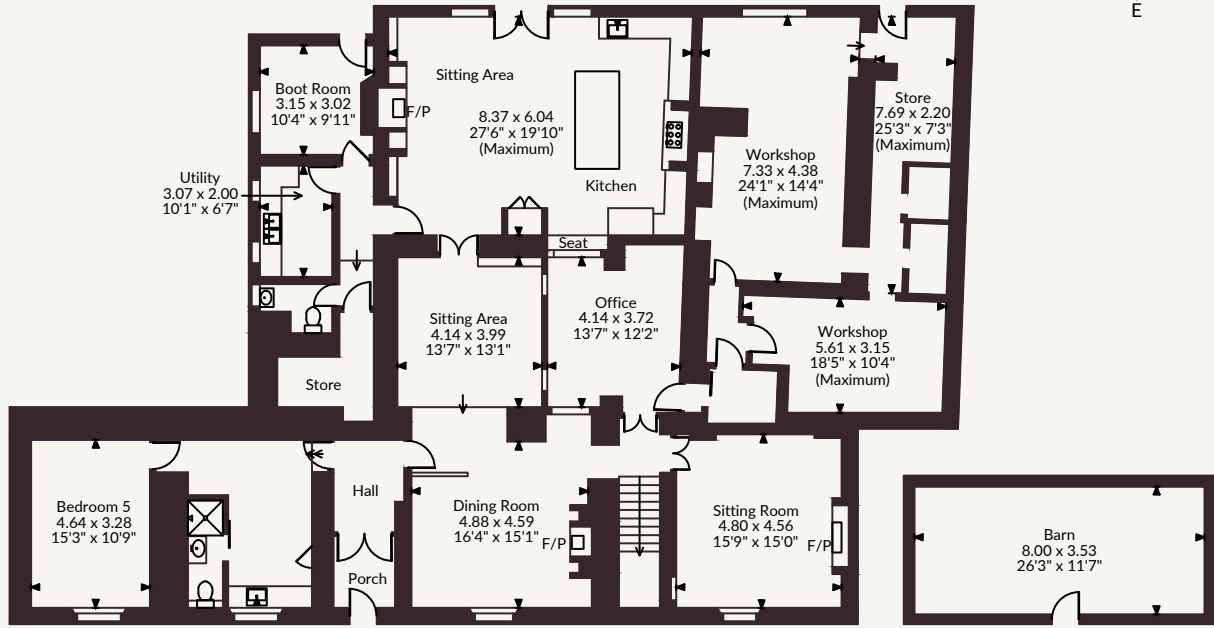 E
Boot Room
3.15 x 3.02
10'4" x 9'11"
Sitting Area
F/P
8.37 x 6.04
27'6" x 19'10"
(Maximum)
Kitchen
Store
7.69 x 2.20
25'3" x 7'3"
(Maximum)
Workshop
7.33 x 4.38
24'1" x 14'4"
(Maximum)
Utility
3.07 x 2.00
10'1" x 6'7"
Seat
Sitting Area
4.14 x 3.99
13'7" x 13'1"
Office
4.14 x 3.72
13'7" x 12'2"
Workshop
5.61 x 3.15
18'5" x 10'4"
(Maximum)
Store
Bedroom 5
4.64 x 3.28
15'3" x 10'9"
Hall
Porch
Dining Room
4.88 x 4.59
16'4" x 15'1"
F/P
Sitting Room
4.80 x 4.56
15'9" x 15'0"
F/P
Barn
8.00 x 3.53
26'3" x 11'7"